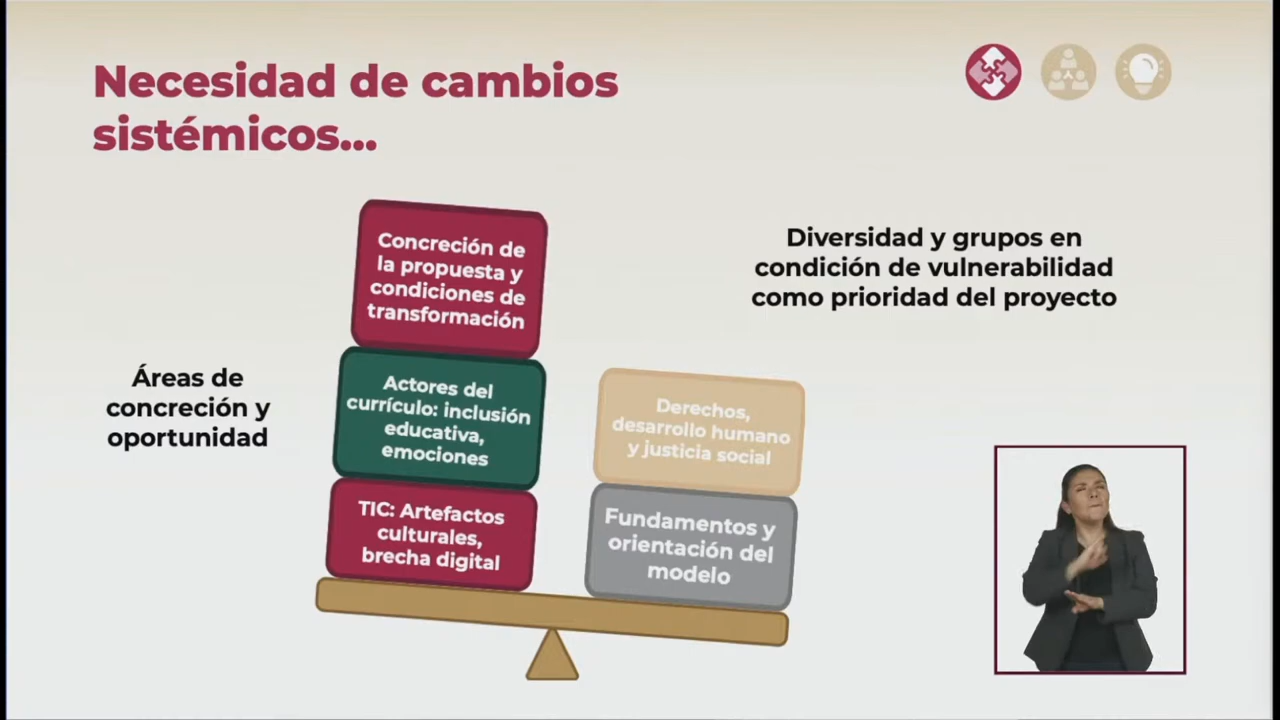 Necesidad de cambios
sistémicos...
Concreción de
la propuesta y
condiciones de
transformación
Diversidad y grupos en
condición de vulnerabilidad
como prioridad del proyecto
Áreas de
concreción y
oportunidad
Actores del
currículo: inclusión
educativa,
emociones
Derechos,
desarrollo humano
y justicia social
TIC: Artefactos
culturales,
brecha digital
Fundamentos y
orientación del
modelo